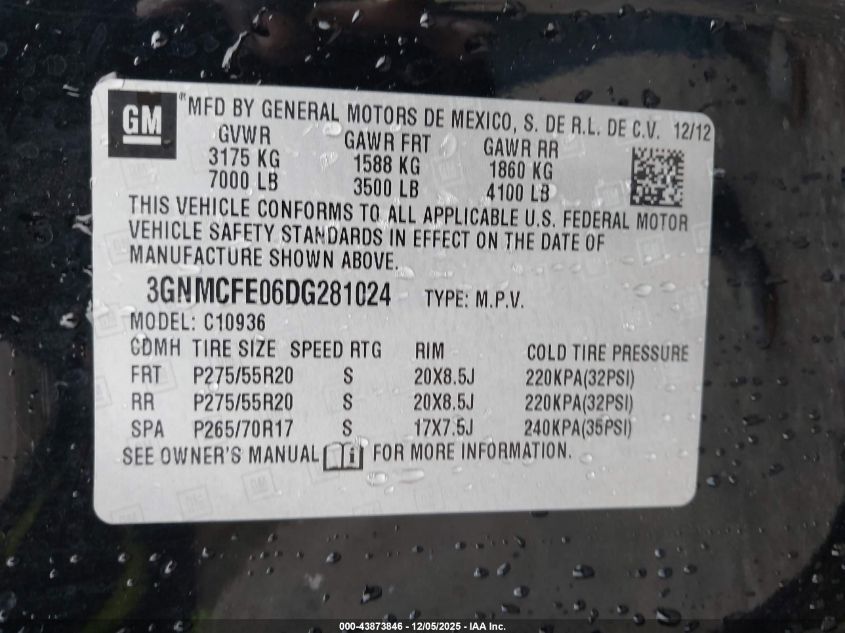 GM
MFD BY GENERAL MOTORS DE MEXICO, S. DE R.L. DE C.V. 12/12
GVWR GAWR FRT GAWR RR
3175 KG 1588 KG 1860 KG
7000 LB 3500 LB 4100 LB
THIS VEHICLE CONFORMS TO ALL APPLICABLE U.S. FEDERAL MOTOR
VEHICLE SAFETY STANDARDS IN EFFECT ON THE DATE OF
MANUFACTURE SHOWN ABOVE.
3GNMCFE06DG281024 TYPE: M.P.V.
MODEL: C10936
CDMH TIRE SIZE SPEED RTG RIM COLD TIRE PRESSURE
FRT P275/55R20 S 20X8.5J 220KPA(32PSI)
RR P275/55R20 S 20X8.5J 220KPA(32PSI)
SPA P265/70R17 S 17X7.5J 240KPA(35PSI)
SEE OWNER'S MANUAL FOR MORE INFORMATION.
000-43873846 - 12/05/2025 - IAA Inc.